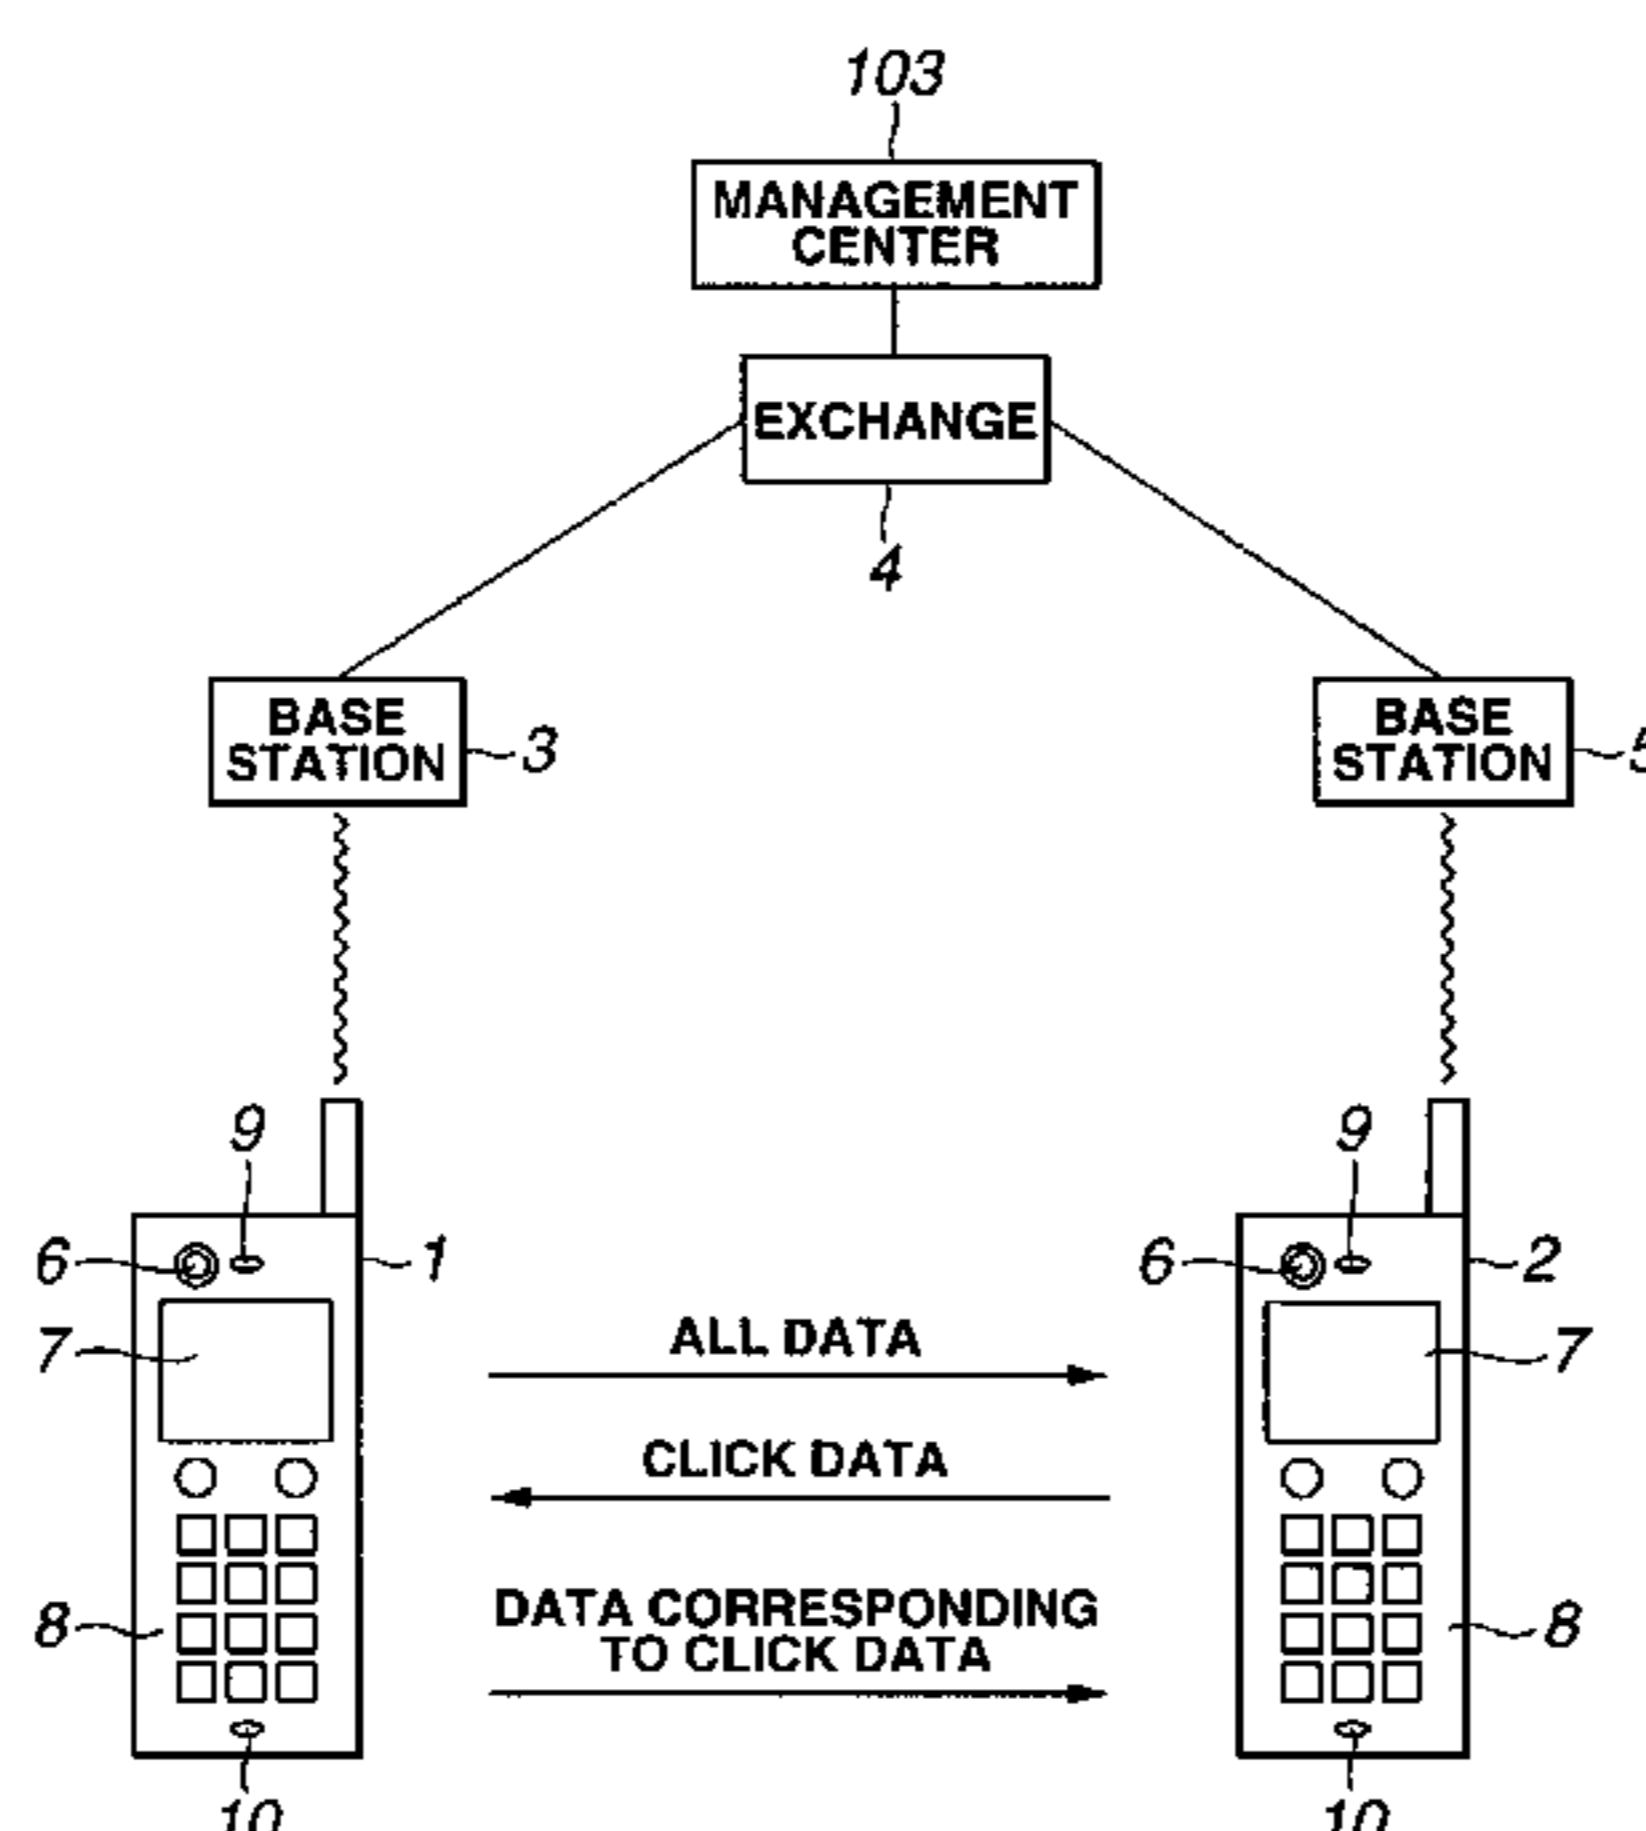 103
MANAGEMENT
CENTER
EXCHANGE
4
BASE
STATION
3
BASE
STATION
5
9
9
6
1
6
2
7
ALL DATA
7
CLICK DATA
DATA CORRESPONDING
TO CLICK DATA
8
8
10
10